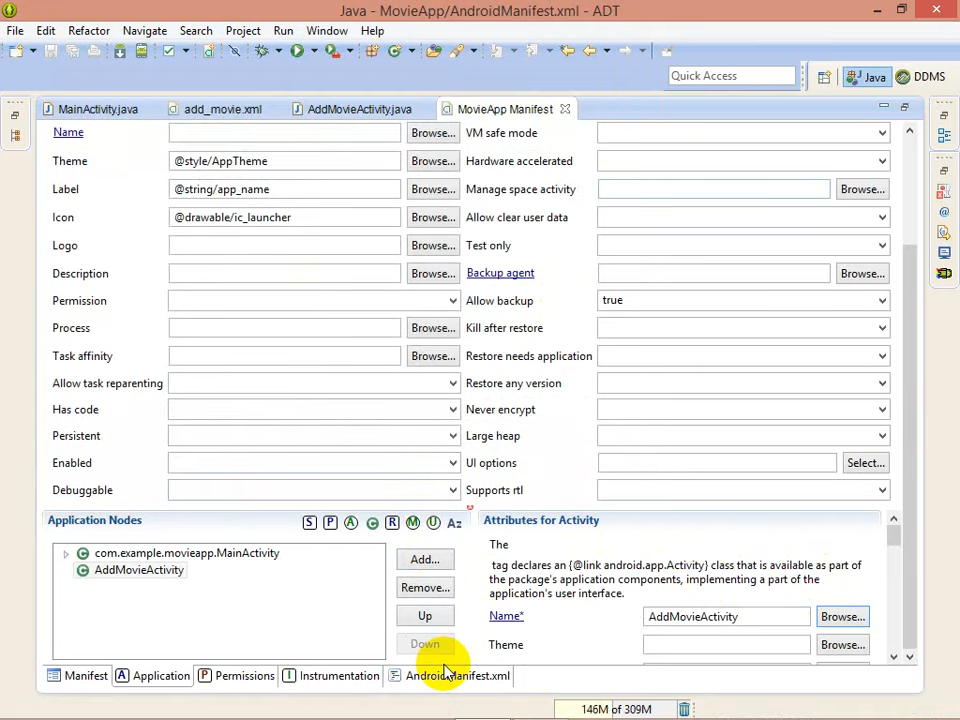 Java - MovieApp/AndroidManifest.xml - ADT
File Edit Refactor Navigate Search Project Run Window Help
Quick Access Java DDMS
MainActivity.java add_movie.xml AddMovieActivity.java MovieApp Manifest
Name Browse... VM safe mode
Theme @style/AppTheme Browse... Hardware accelerated
Label @string/app_name Browse... Manage space activity Browse...
Icon @drawable/ic_launcher Browse... Allow clear user data
Logo Browse... Test only
Description Browse... Backup agent Browse...
Permission Allow backup true
Process Browse... Kill after restore
Task affinity Browse... Restore needs application
Allow task reparenting Restore any version
Has code Never encrypt
Persistent Large heap
Enabled UI options Select...
Debuggable Supports rtl
Application Nodes S P A C R M U Az Attributes for Activity
com.example.movieapp.MainActivity
AddMovieActivity
Add...
Remove...
Up
Down
The
tag declares an {@link android.app.Activity} class that is available as part of
the package's application components, implementing a part of the
application's user interface.
Name* AddMovieActivity Browse...
Theme Browse...
Manifest Application Permissions Instrumentation AndroidManifest.xml
146M of 309M